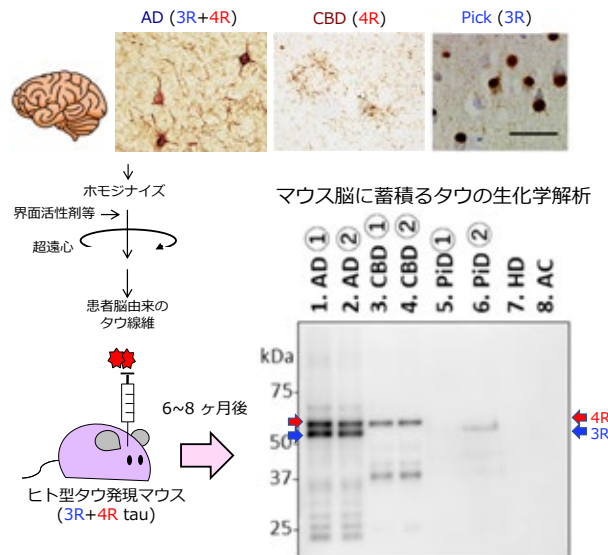 AD (3R+4R)
CBD (4R)
Pick (3R)
ホモジナイズ
界面活性剤等
超遠心
患者脳由来の
タウ線維
6~8 ヶ月後
ヒト型タウ発現マウス
(3R+4R tau)
マウス脳に蓄積るタウの生化学解析
1. AD ①
2. AD ②
3. CBD ①
4. CBD ②
5. PiD ①
6. PiD ②
7. HD
8. AC
kDa
75
50
37
25
4R
3R